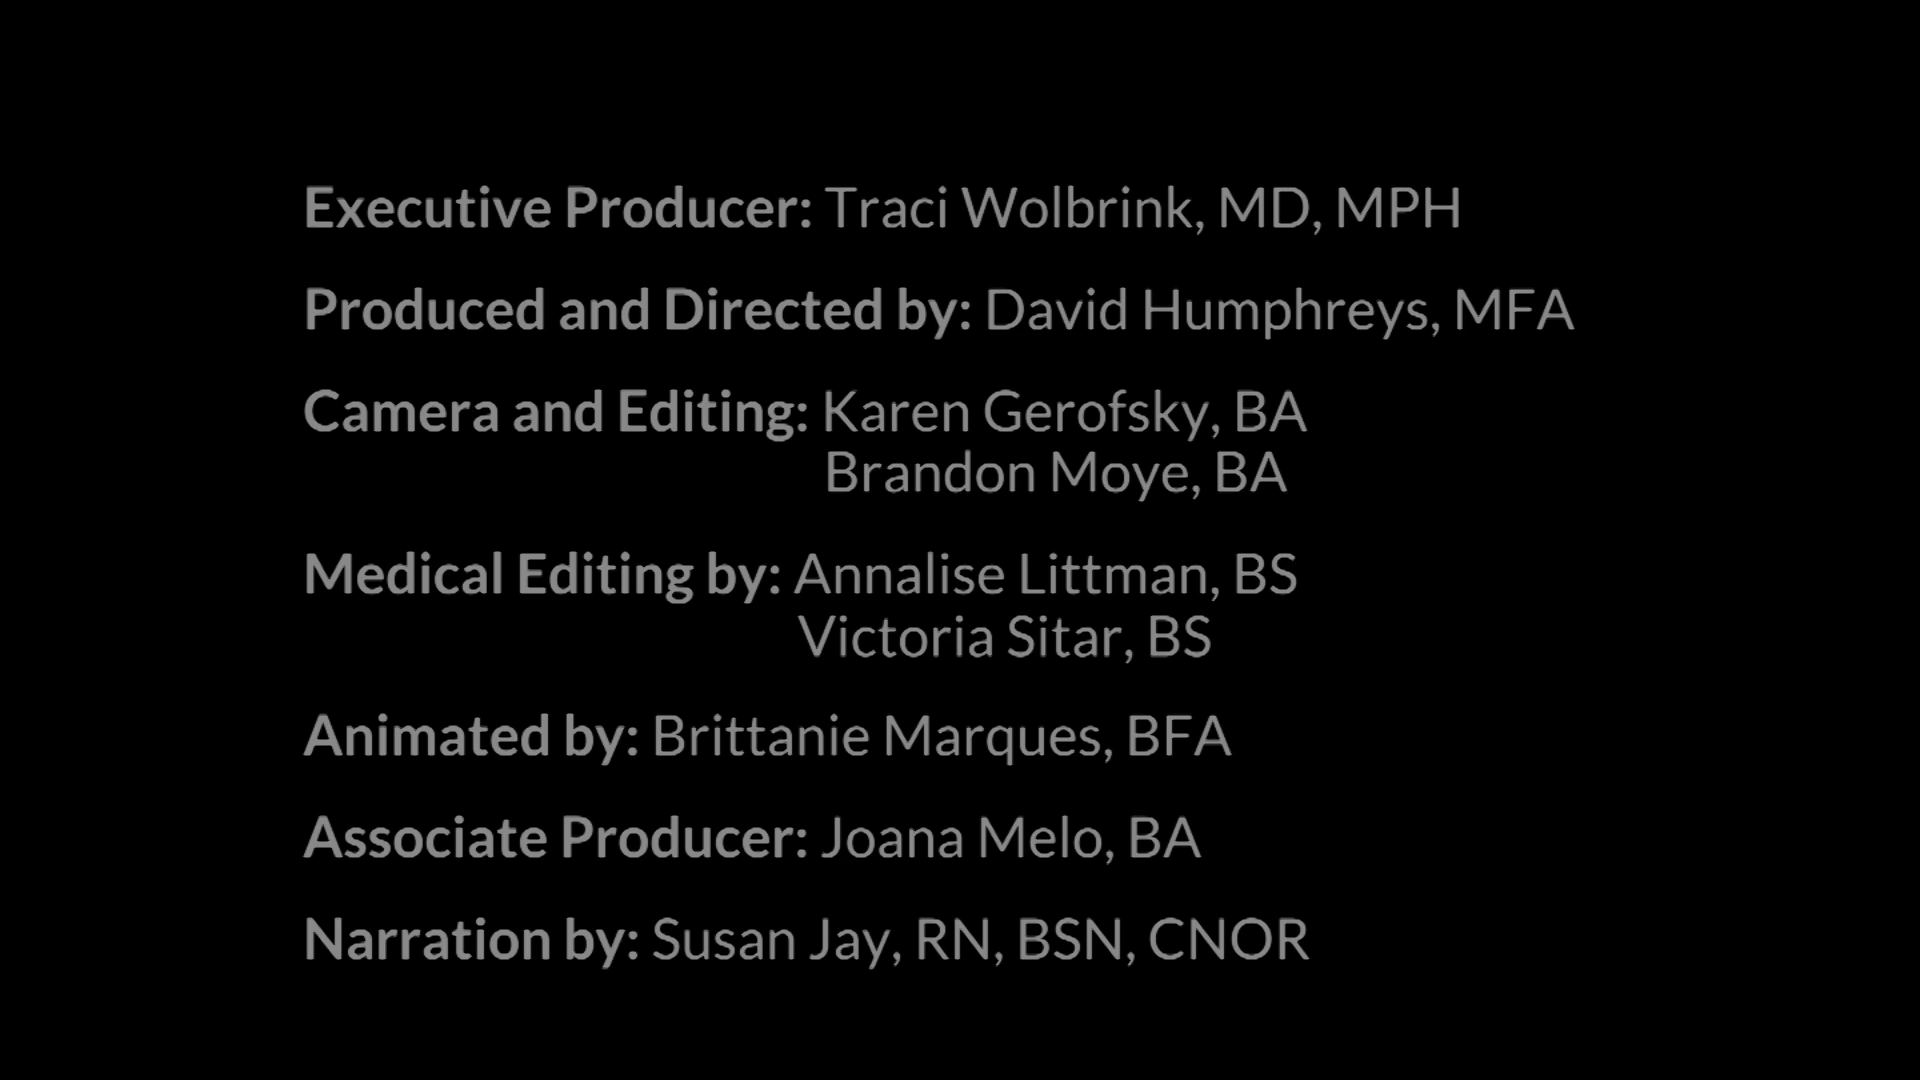 Executive Producer: Traci Wolbrink, MD, MPH
Produced and Directed by: David Humphreys, MFA
Camera and Editing: Karen Gerofsky, BA
Brandon Moye, BA
Medical Editing by: Annalise Littman, BS
Victoria Sitar, BS
Animated by: Brittanie Marques, BFA
Associate Producer: Joana Melo, BA
Narration by: Susan Jay, RN, BSN, CNOR